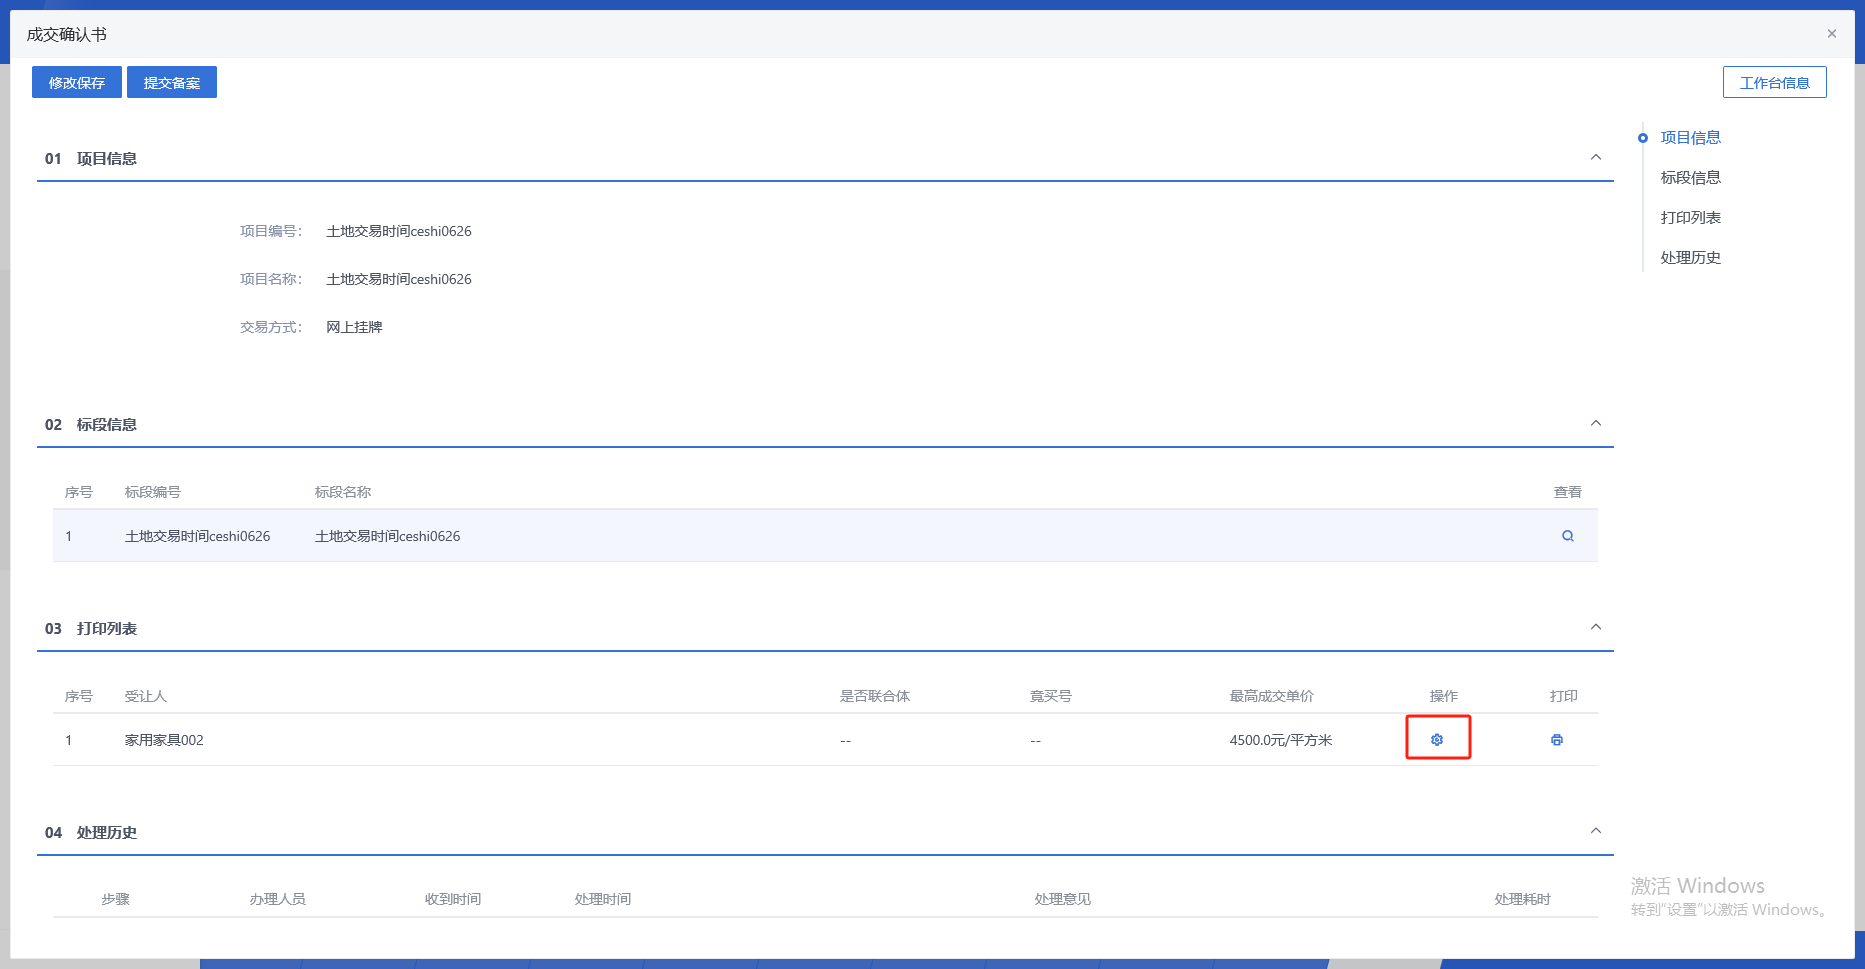 成交确认书
修改保存 提交备案 工作台信息
项目信息
标段信息
打印列表
处理历史
01 项目信息
项目编号: 土地交易时间ceshi0626
项目名称: 土地交易时间ceshi0626
交易方式: 网上挂牌
02 标段信息
序号 标段编号 标段名称 查看
1 土地交易时间ceshi0626 土地交易时间ceshi0626
03 打印列表
序号 受让人 是否联合体 竟买号 最高成交单价 操作 打印
1 家用家具002 -- -- 4500.0元/平方米
04 处理历史
步骤 办理人员 收到时间 处理时间 处理意见 处理耗时
激活 Windows
转到"设置"以激活 Windows。